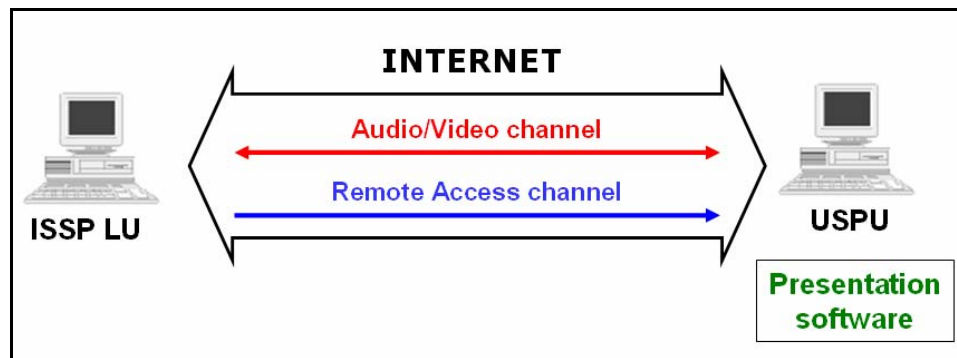 INTERNET
Audio/Video channel
Remote Access channel
ISSP LU
USPU
Presentation
software